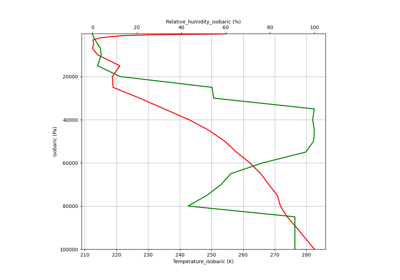 Relative_humidity_isobaric (%)
0 20 40 60 80 100
20000
40000
60000
80000
100000
Isobaric (Pa)
210 220 230 240 250 260 270 280
Temperature_isobaric (K)